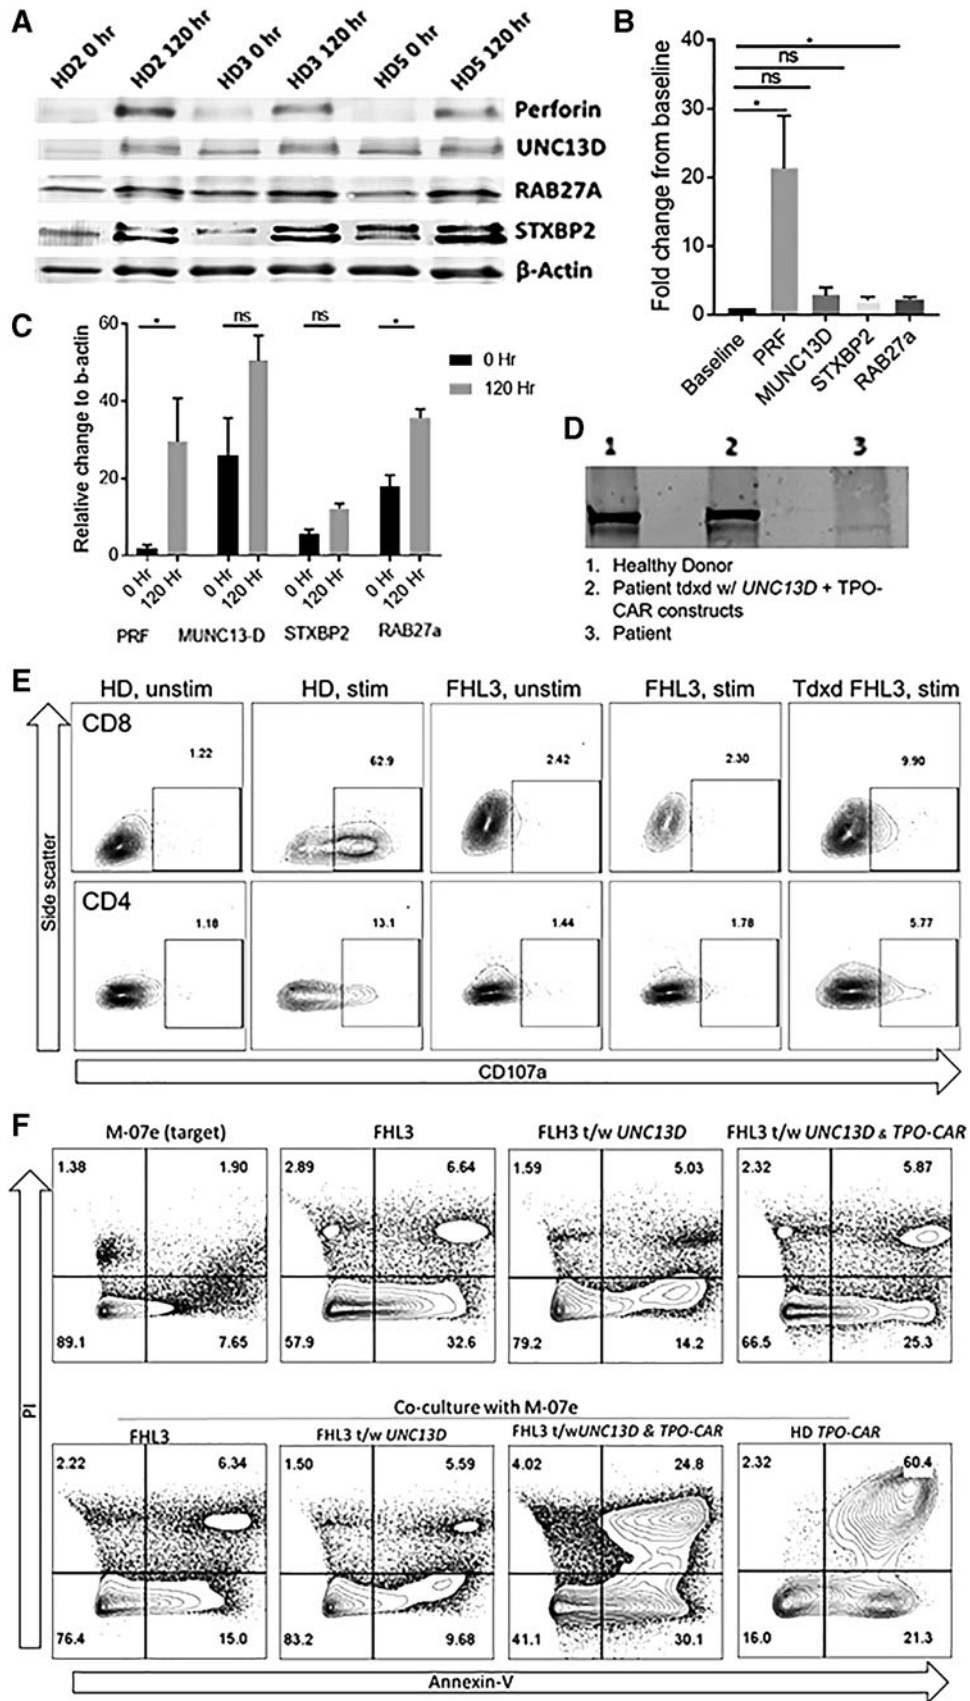 A
HD2 0 hr
HD2 120 hr
HD3 0 hr
HD3 120 hr
HD5 0 hr
HD5 120 hr
Perforin
UNC13D
RAB27A
STXBP2
β-Actin
B
Fold change from baseline
40
30
20
10
0
*
ns
ns
*
Baseline
PRF
MUNC13D
STXBP2
RAB27a
C
Relative change to b-actin
60
40
20
0
*
ns
ns
*
0 Hr
120 Hr
0 Hr
120 Hr
0 Hr
120 Hr
0 Hr
120 Hr
0 Hr
120 Hr
PRF
MUNC13-D
STXBP2
RAB27a
D
1 2 3
1. Healthy Donor
2. Patient tdxd w/ UNC13D + TPO-
CAR constructs
3. Patient
E
HD, unstim
HD, stim
FHL3, unstim
FHL3, stim
Tdxd FHL3, stim
Side scatter
CD8
1.22
62.9
2.42
2.30
9.90
CD4
1.18
13.1
1.44
1.78
5.77
CD107a
F
M-07e (target)
FHL3
FLH3 t/w UNC13D
FHL3 t/w UNC13D & TPO-CAR
1.38 1.90
2.89 6.64
1.59 5.03
2.32 5.87
89.1 7.65
57.9 32.6
79.2 14.2
66.5 25.3
PI
Co-culture with M-07e
FHL3
FHL3 t/w UNC13D
FHL3 t/wUNC13D & TPO-CAR
HD TPO-CAR
2.22 6.34
1.50 5.59
4.02 24.8
2.32 60.4
76.4 15.0
83.2 9.68
41.1 30.1
16.0 21.3
Annexin-V